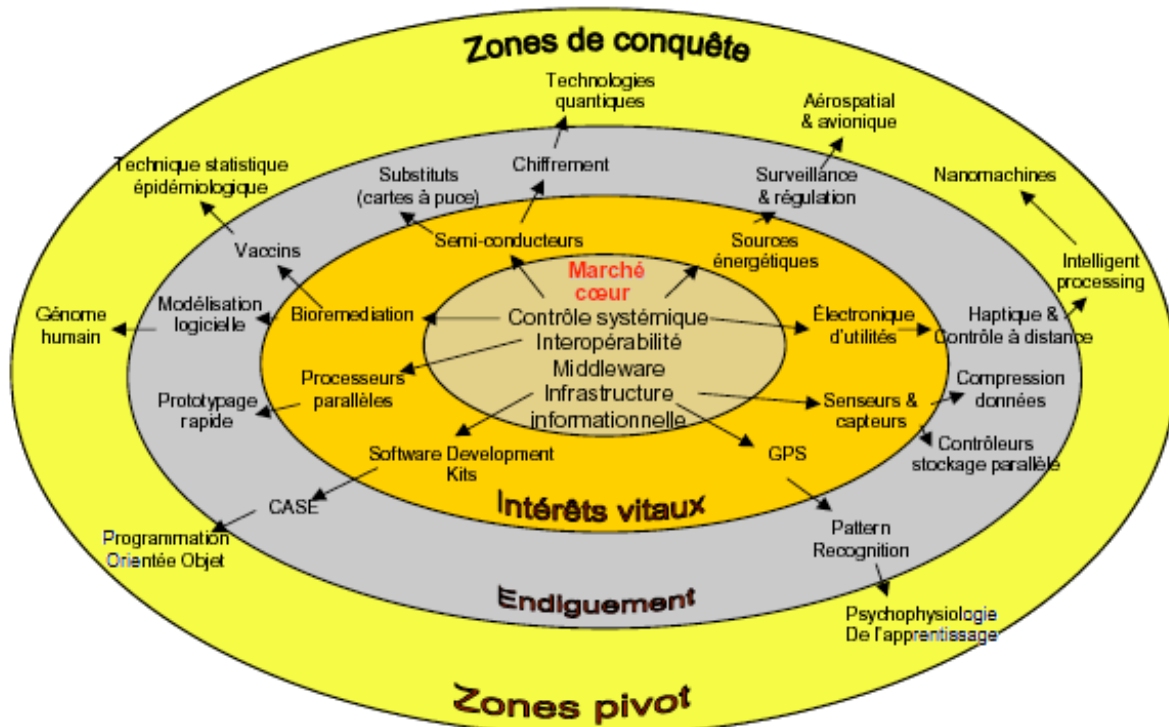 Zones de conquête
Technologies
quantiques
Aérospatial
& avionique
Technique statistique
épidémiologique
Substituts
(cartes à puce)
Chiffrement
Surveillance
& régulation
Nanomachines
Vaccins
Semi-conducteurs
Sources
énergétiques
Intelligent
processing
Marché
cœur
Génome
humain
Modélisation
logicielle
Bioremediation
Contrôle systémique
Interopérabilité
Middleware
Infrastructure
informationnelle
Électronique
d'utilités
Haptique &
Contrôle à distance
Prototypage
rapide
Processeurs
parallèles
Senseurs &
capteurs
Compression
données
Contrôleurs
stockage parallèle
Software Development
Kits
GPS
CASE
Intérêts vitaux
Programmation
Orientée Objet
Pattern
Recognition
Endiguement
Psychophysiologie
De l'apprentissage
Zones pivot